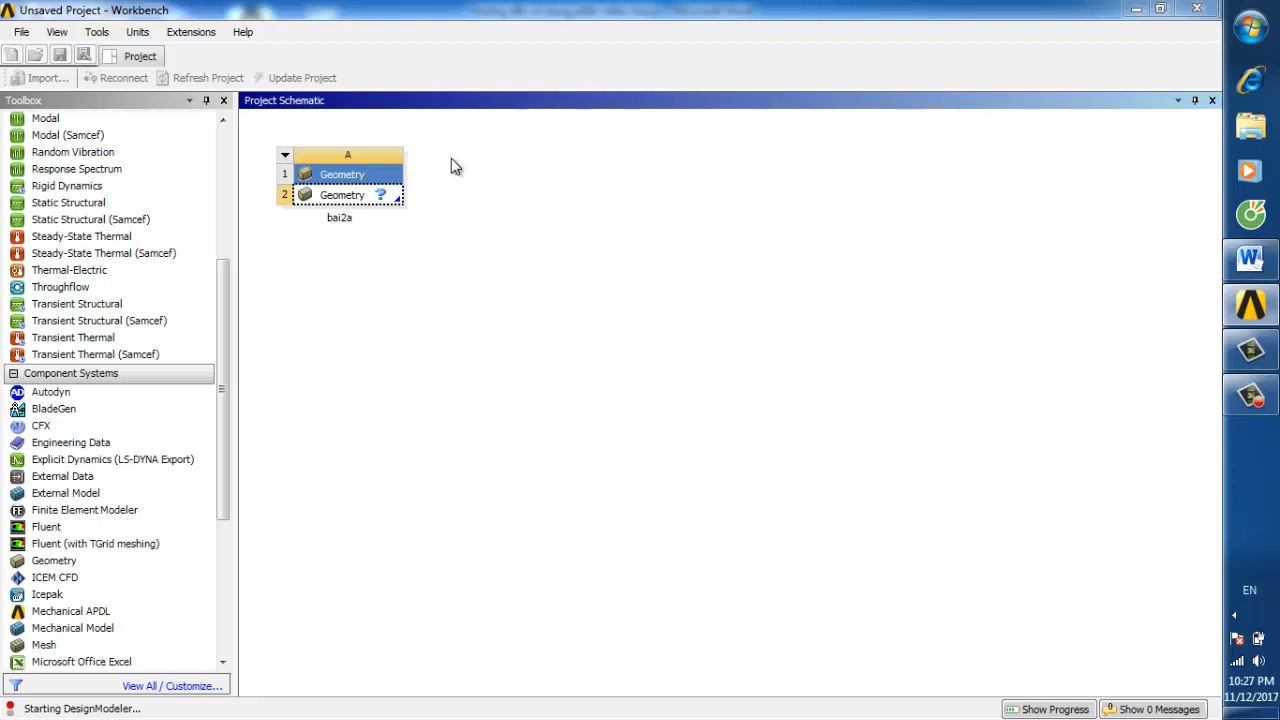 Unsaved Project - Workbench
File View Tools Units Extensions Help
Project
Import... Reconnect Refresh Project Update Project
Toolbox
Project Schematic
Modal
Modal (Samcef)
Random Vibration
Response Spectrum
Rigid Dynamics
Static Structural
Static Structural (Samcef)
Steady-State Thermal
Steady-State Thermal (Samcef)
Thermal-Electric
Throughflow
Transient Structural
Transient Structural (Samcef)
Transient Thermal
Transient Thermal (Samcef)
Component Systems
Autodyn
BladeGen
CFX
Engineering Data
Explicit Dynamics (LS-DYNA Export)
External Data
External Model
Finite Element Modeler
Fluent
Fluent (with TGrid meshing)
Geometry
ICEM CFD
Icepak
Mechanical APDL
Mechanical Model
Mesh
Microsoft Office Excel
View All / Customize...
A
1 Geometry
2 Geometry ?
bai2a
Starting DesignModeler...
Show Progress Show 0 Messages
EN
10:27 PM
11/12/2017